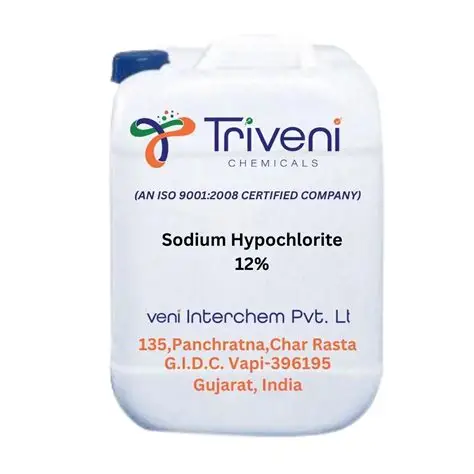 Triveni
CHEMICALS
(AN ISO 9001:2008 CERTIFIED COMPANY)
Sodium Hypochlorite
12%
veni Interchem Pvt. Lt
135,Panchratna,Char Rasta
G.I.D.C. Vapi-396195
Gujarat, India